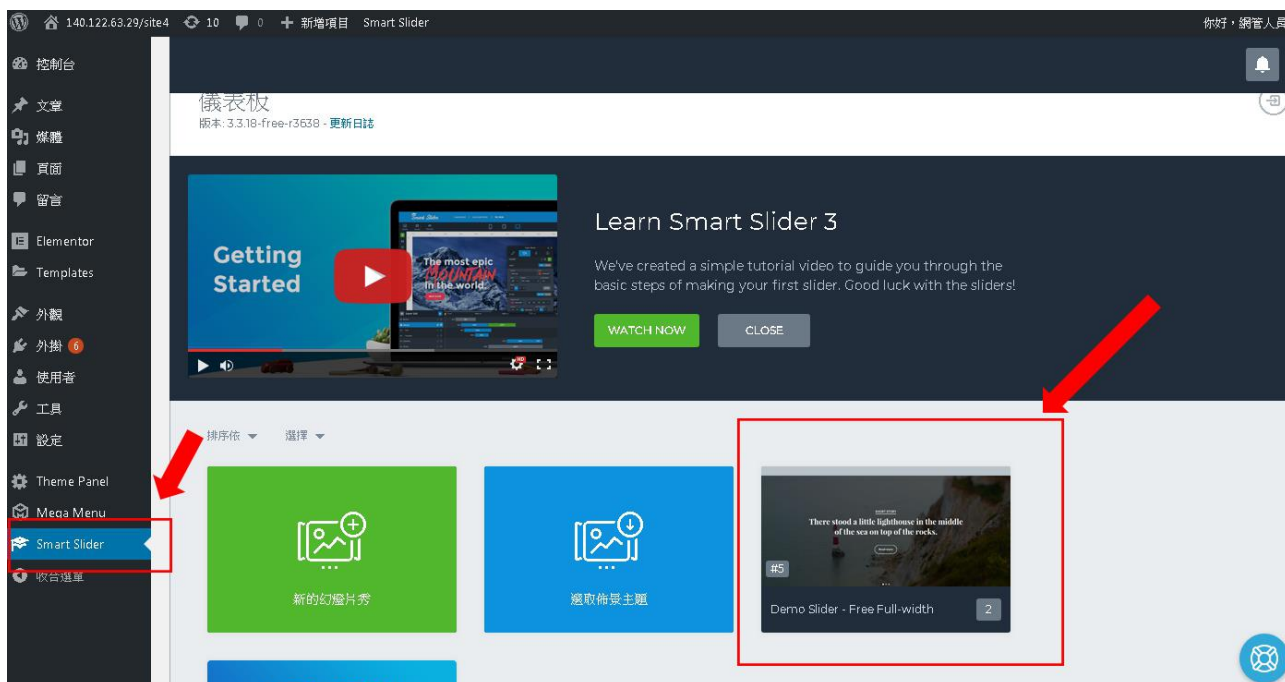 140.122.63.29/site4 10 0 新增項目 Smart Slider 你好，網管人員
控制台
文章
媒體
頁面
留言
Elementor
Templates
外觀
外掛 6
使用者
工具
設定
Theme Panel
Mega Menu
Smart Slider
收合選單
儀表板
版本: 3.3.18-free-r3638 - 更新日誌
Getting
Started
Smart Slider
The most epic
MOUNTAIN
in the world.
HD
Learn Smart Slider 3
We've created a simple tutorial video to guide you through the
basic steps of making your first slider. Good luck with the sliders!
WATCH NOW CLOSE
排序依 選擇
新的幻燈片秀
選取佈景主題
There stood a little lighthouse in the middle
of the sea on top of the rocks.
Read more
#5
Demo Slider - Free Full-width 2